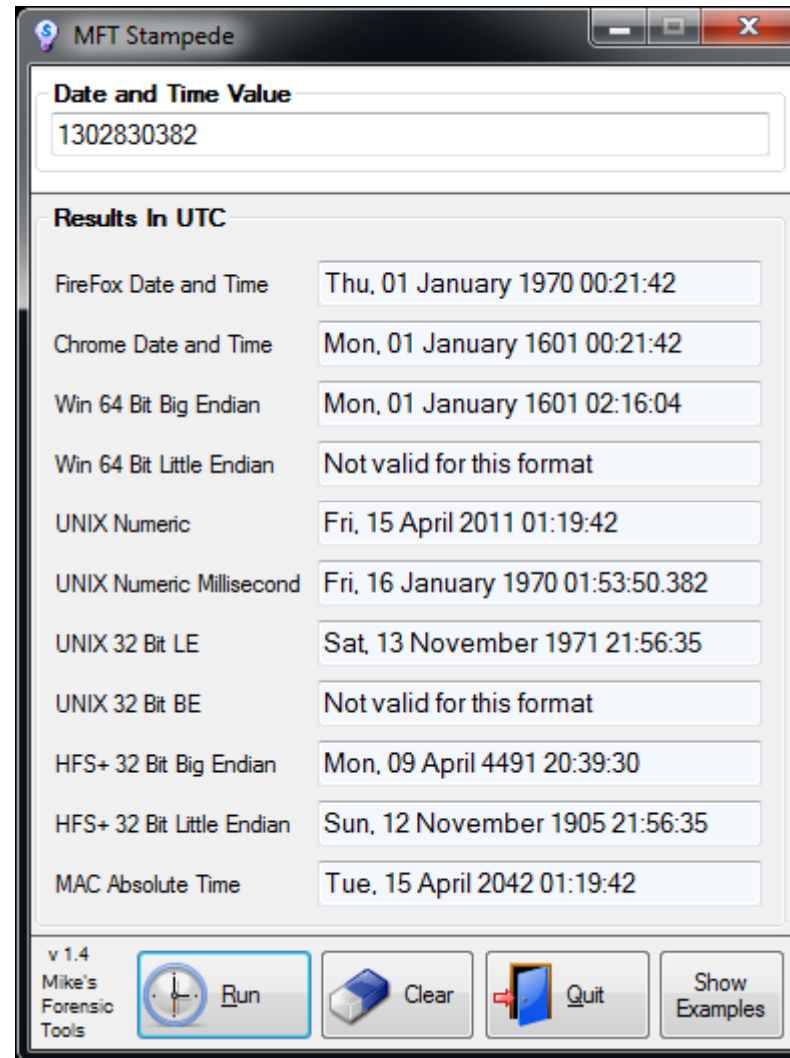 MFT Stampede
Date and Time Value
1302830382
Results In UTC
FireFox Date and Time Thu, 01 January 1970 00:21:42
Chrome Date and Time Mon, 01 January 1601 00:21:42
Win 64 Bit Big Endian Mon, 01 January 1601 02:16:04
Win 64 Bit Little Endian Not valid for this format
UNIX Numeric Fri, 15 April 2011 01:19:42
UNIX Numeric Millisecond Fri, 16 January 1970 01:53:50.382
UNIX 32 Bit LE Sat, 13 November 1971 21:56:35
UNIX 32 Bit BE Not valid for this format
HFS+ 32 Bit Big Endian Mon, 09 April 4491 20:39:30
HFS+ 32 Bit Little Endian Sun, 12 November 1905 21:56:35
MAC Absolute Time Tue, 15 April 2042 01:19:42
v 1.4
Mike's
Forensic
Tools
Run
Clear
Quit
Show
Examples